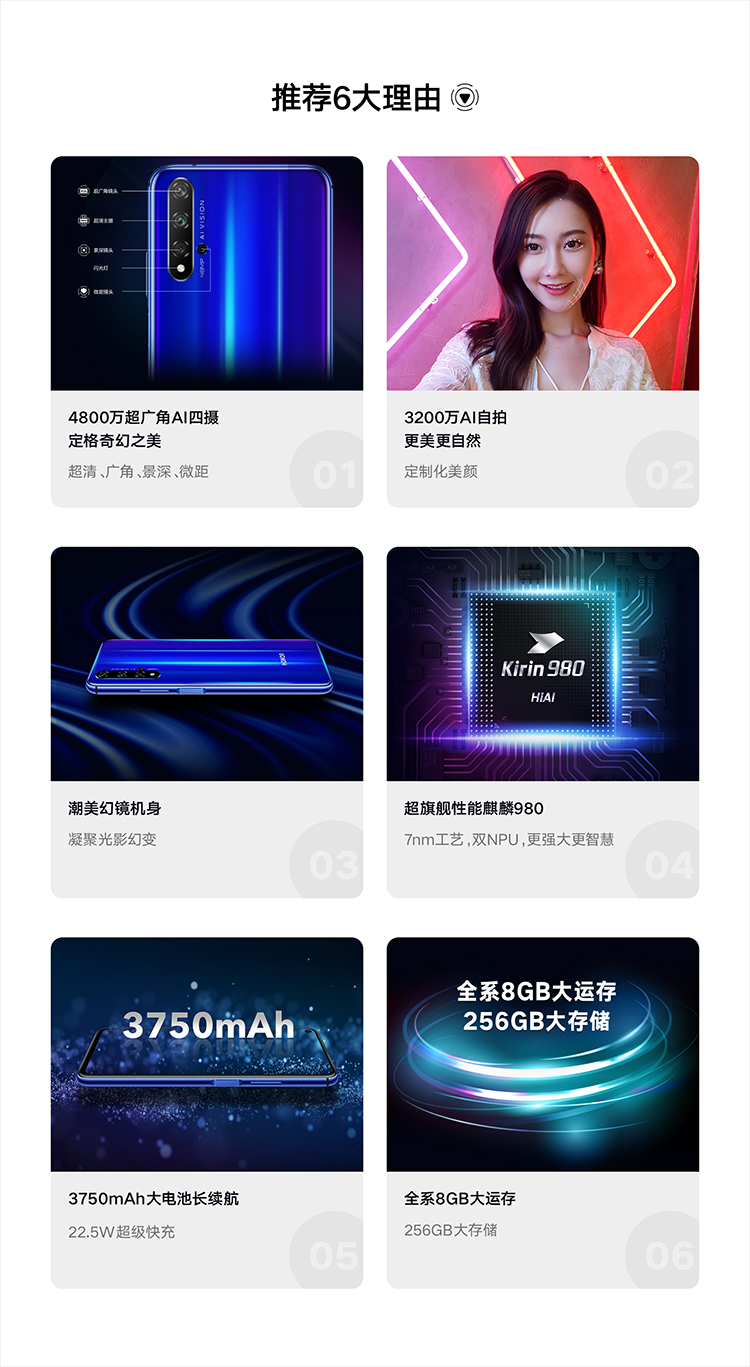 推荐6大理由
超广角镜头
超清主摄
景深镜头
闪光灯
微距镜头
48MP AI VISION
4800万超广角AI四摄
定格奇幻之美
超清、广角、景深、微距
01
3200万AI自拍
更美更自然
定制化美颜
02
HONOR
潮美幻镜机身
凝聚光影幻变
03
Kirin 980
HiAI
超旗舰性能麒麟980
7nm工艺,双NPU,更强大更智慧
04
3750mAh
3750mAh大电池长续航
22.5W超级快充
05
全系8GB大运存
256GB大存储
全系8GB大运存
256GB大存储
06